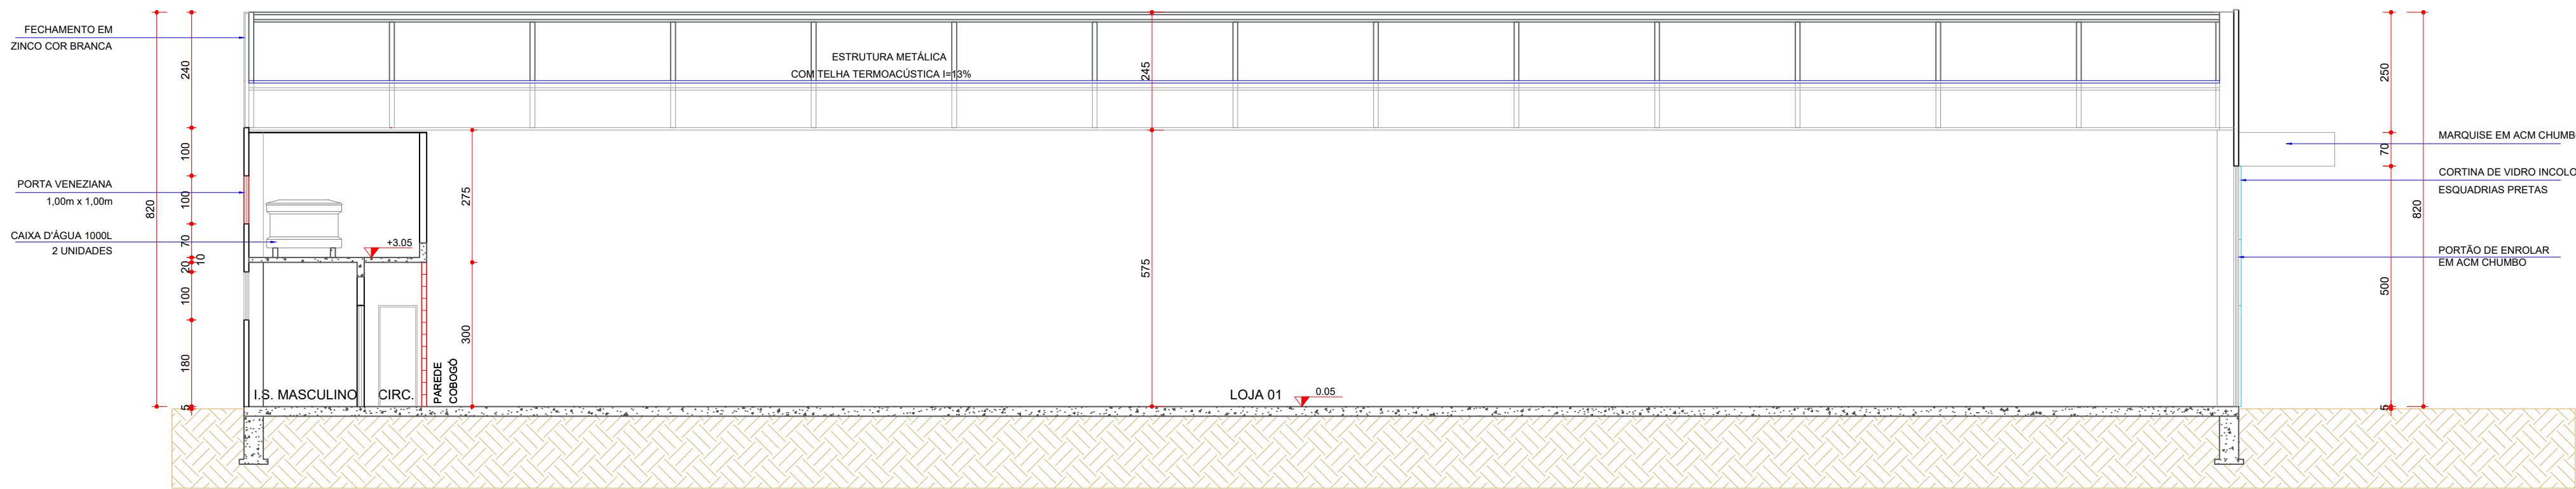 FECHAMENTO EM
ZINCO COR BRANCA
PORTA VENEZIANA
1,00m x 1,00m
CAIXA D'ÁGUA 1000L
2 UNIDADES
820
240
100
100
70
10
20
100
180
5
+3.05
275
300
I.S. MASCULINO
CIRC.
PAREDE
COBOGÓ
ESTRUTURA METÁLICA
COM TELHA TERMOACÚSTICA I=13%
245
575
LOJA 01
0.05
250
70
500
5
820
MARQUISE EM ACM CHUMB
CORTINA DE VIDRO INCOLO
ESQUADRIAS PRETAS
PORTÃO DE ENROLAR
EM ACM CHUMBO